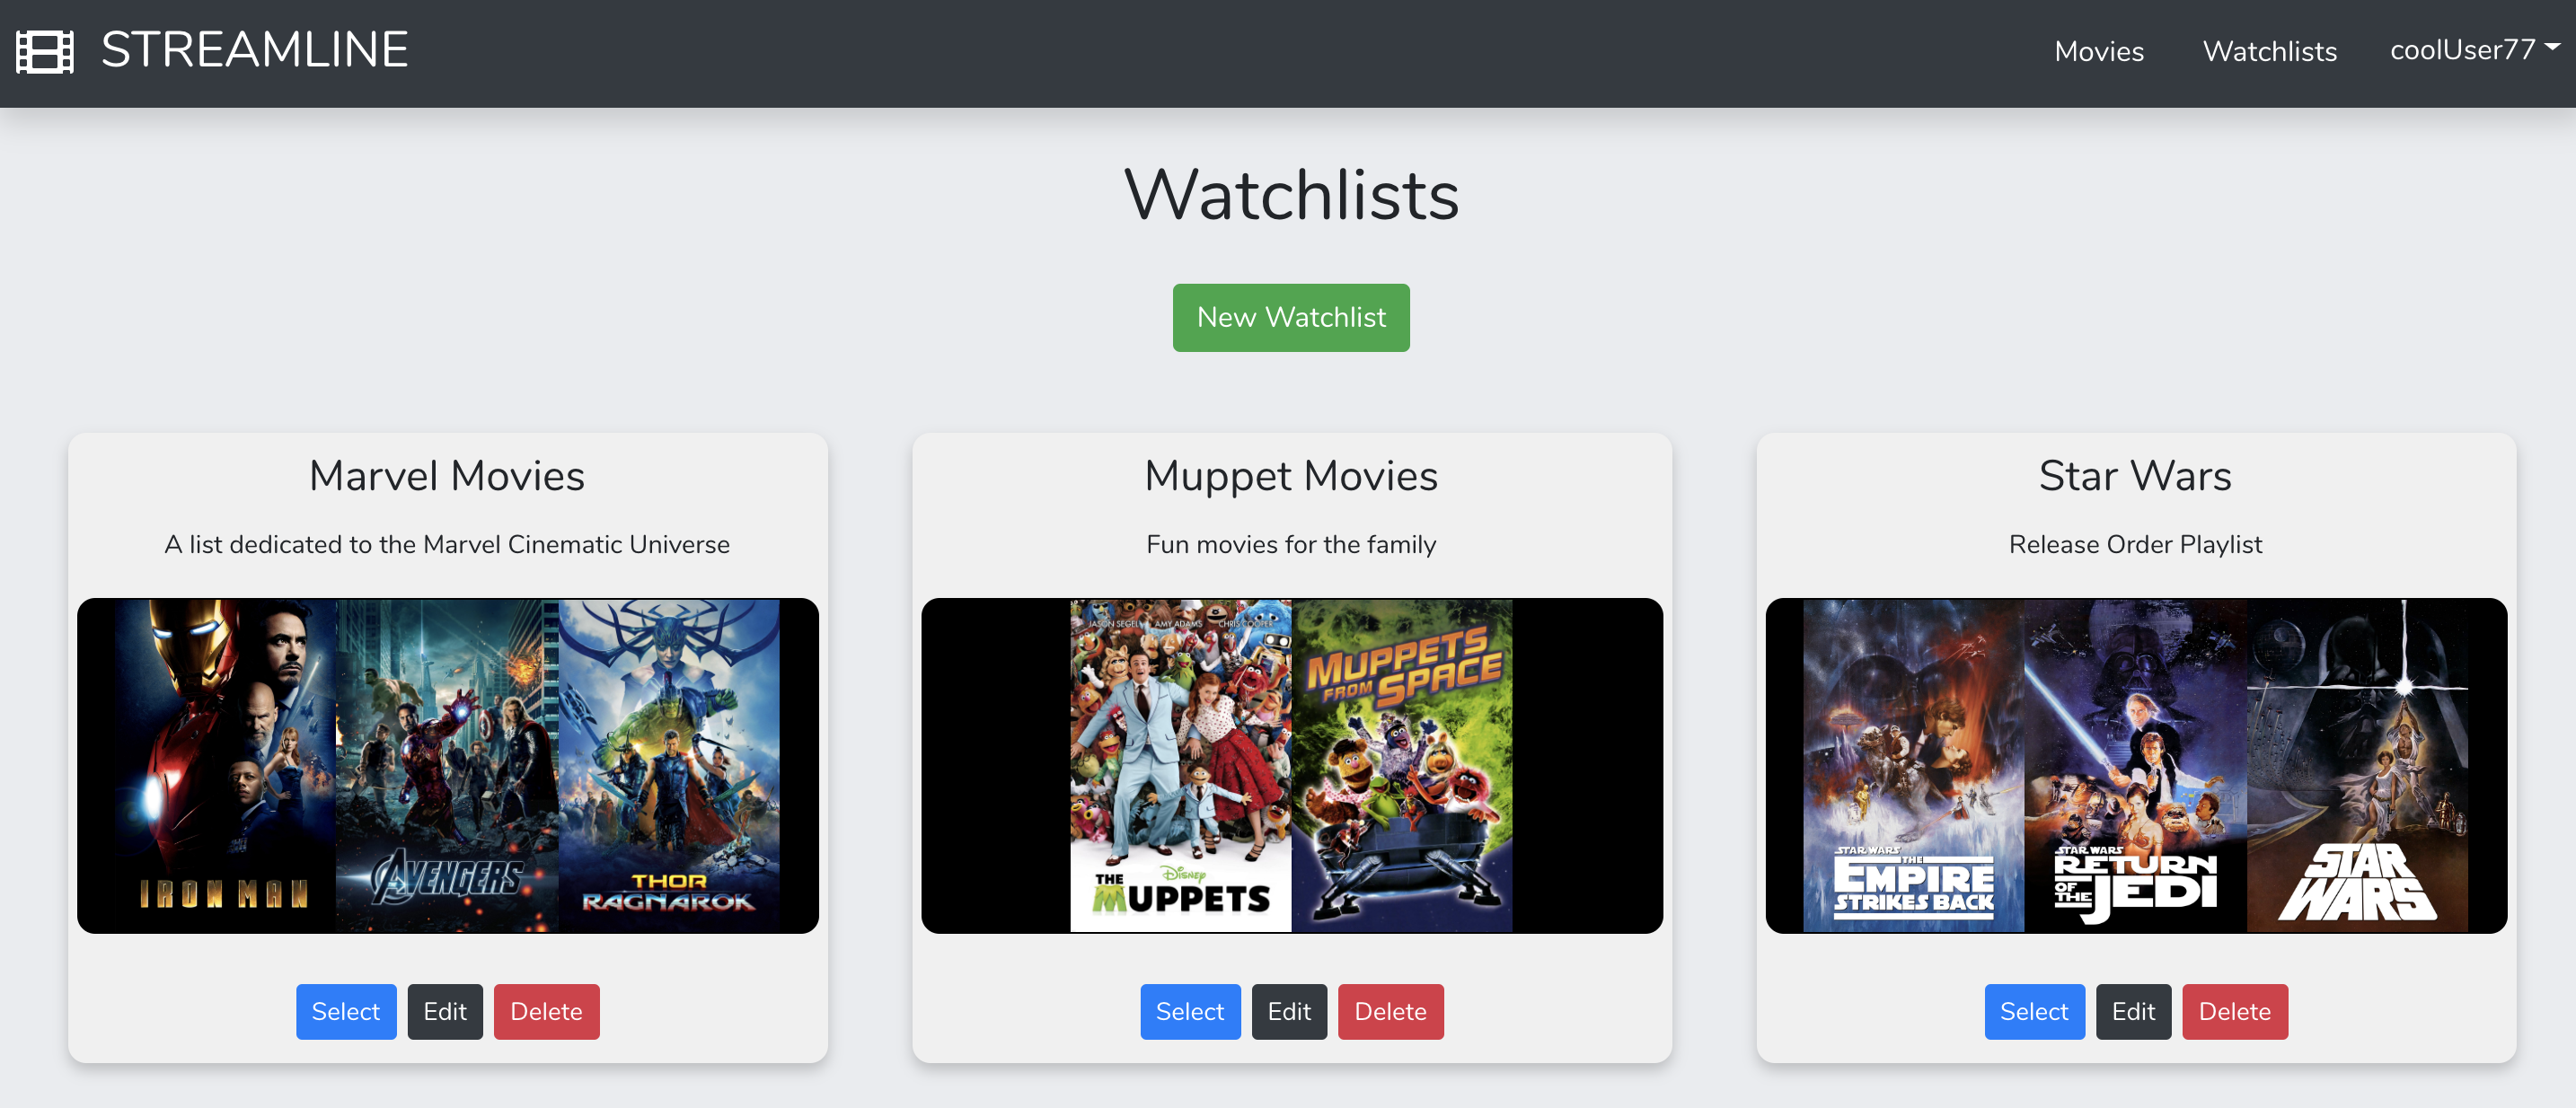 STREAMLINE
Movies
Watchlists
coolUser77
Watchlists
New Watchlist
Marvel Movies
A list dedicated to the Marvel Cinematic Universe
IRON MAN
AVENGERS
THOR
RAGNAROK
Select
Edit
Delete
Muppet Movies
Fun movies for the family
JASON SEGEL AMY ADAMS CHRIS COOPER
Disney
THE
MUPPETS
MUPPETS
FROM SPACE
Select
Edit
Delete
Star Wars
Release Order Playlist
STAR WARS
THE
EMPIRE
STRIKES BACK
STAR WARS
RETURN
OF THE
JEDI
STAR
WARS
Select
Edit
Delete